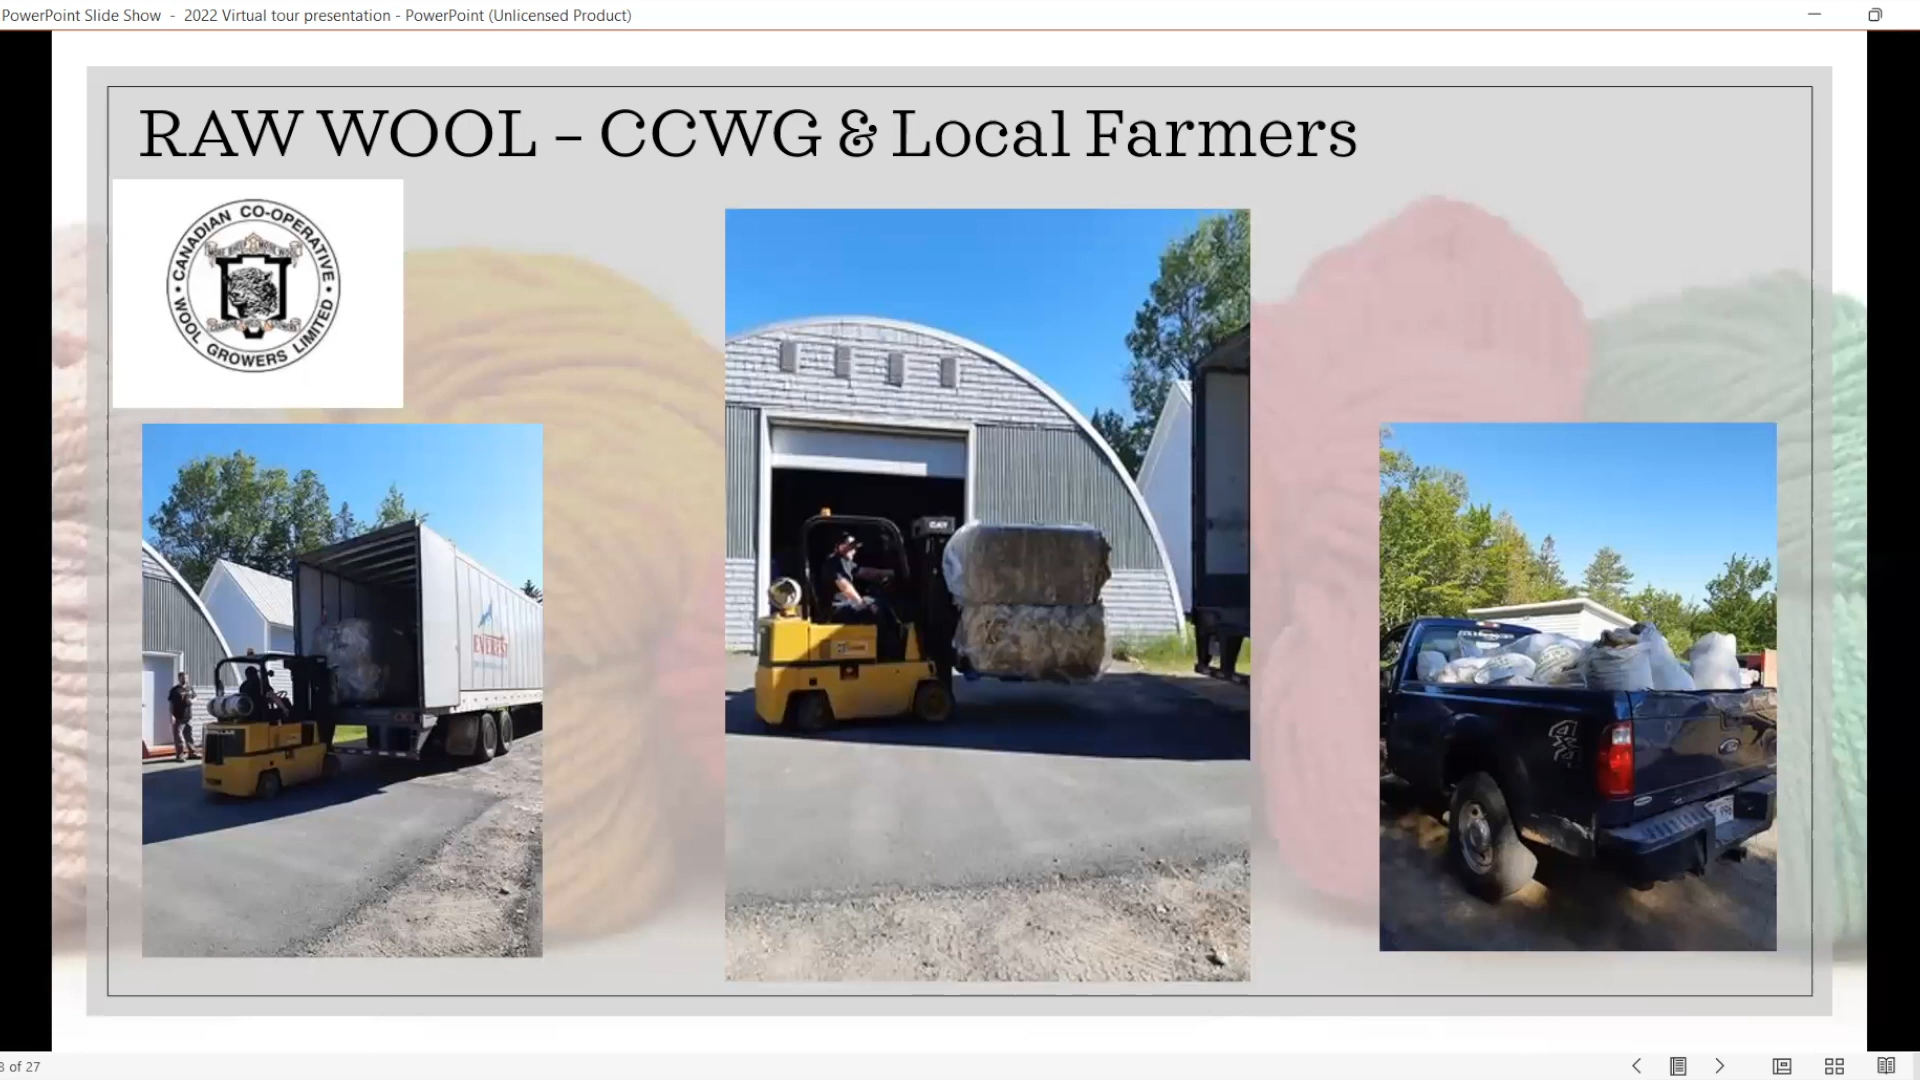 PowerPoint Slide Show - 2022 Virtual tour presentation - PowerPoint (Unlicensed Product)
RAW WOOL – CCWG & Local Farmers
CANADIAN CO-OPERATIVE
WOOL GROWERS LIMITED
EVEREST
CAT
4x4
8 of 27